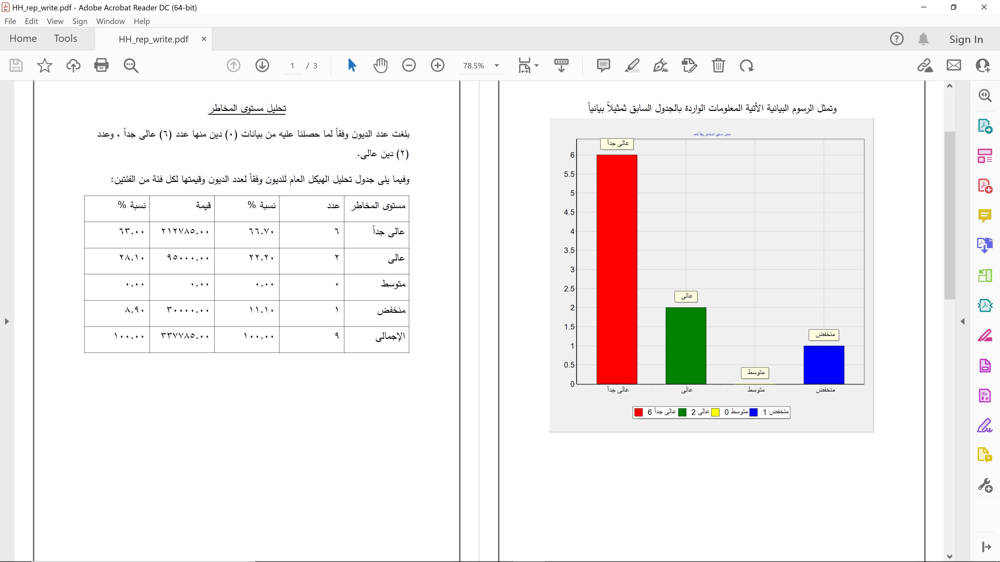 HH_rep_write.pdf - Adobe Acrobat Reader DC (64-bit)
File Edit View Sign Window Help
Home Tools HH_rep_write.pdf × Sign In
1 / 3 78.5%
تحليل مستوى المخاطر
بلغت عدد الديون وفقاً لما حصلنا عليه من بيانات (٠) دين منها عدد (٦) عالى جداً ، وعدد
(٢) دين عالى.
وفيما يلى جدول تحليل الهيكل العام للديون وفقاً لعدد الديون وقيمتها لكل فئة من الفئتين:
مستوى المخاطر عدد نسبة % قيمة نسبة %
عالى جداً ٦ ٦٦.٧٠ ٢١٢٧٨٥.٠٠ ٦٣.٠٠
عالى ٢ ٢٢.٢٠ ٩٥٠٠٠.٠٠ ٢٨.١٠
متوسط ٠ ٠.٠٠ ٠.٠٠ ٠.٠٠
منخفض ١ ١١.١٠ ٣٠٠٠٠.٠٠ ٨.٩٠
الإجمالى ٩ ١٠٠.٠٠ ٣٣٧٧٨٥.٠٠ ١٠٠.٠٠
وتمثل الرسوم البيانية الأتية المعلومات الواردة بالجدول السابق ثمثيلاً بيانياً
تحليل مستوى المخاطر وفقاً للعدد
عالى جداً
6
5.5
5
4.5
4
3.5
3
2.5
عالى
2
1.5
منخفض
1
0.5
متوسط
0
عالى جداً عالى متوسط منخفض
عالى جداً 6 عالى 2 متوسط 0 منخفض 1